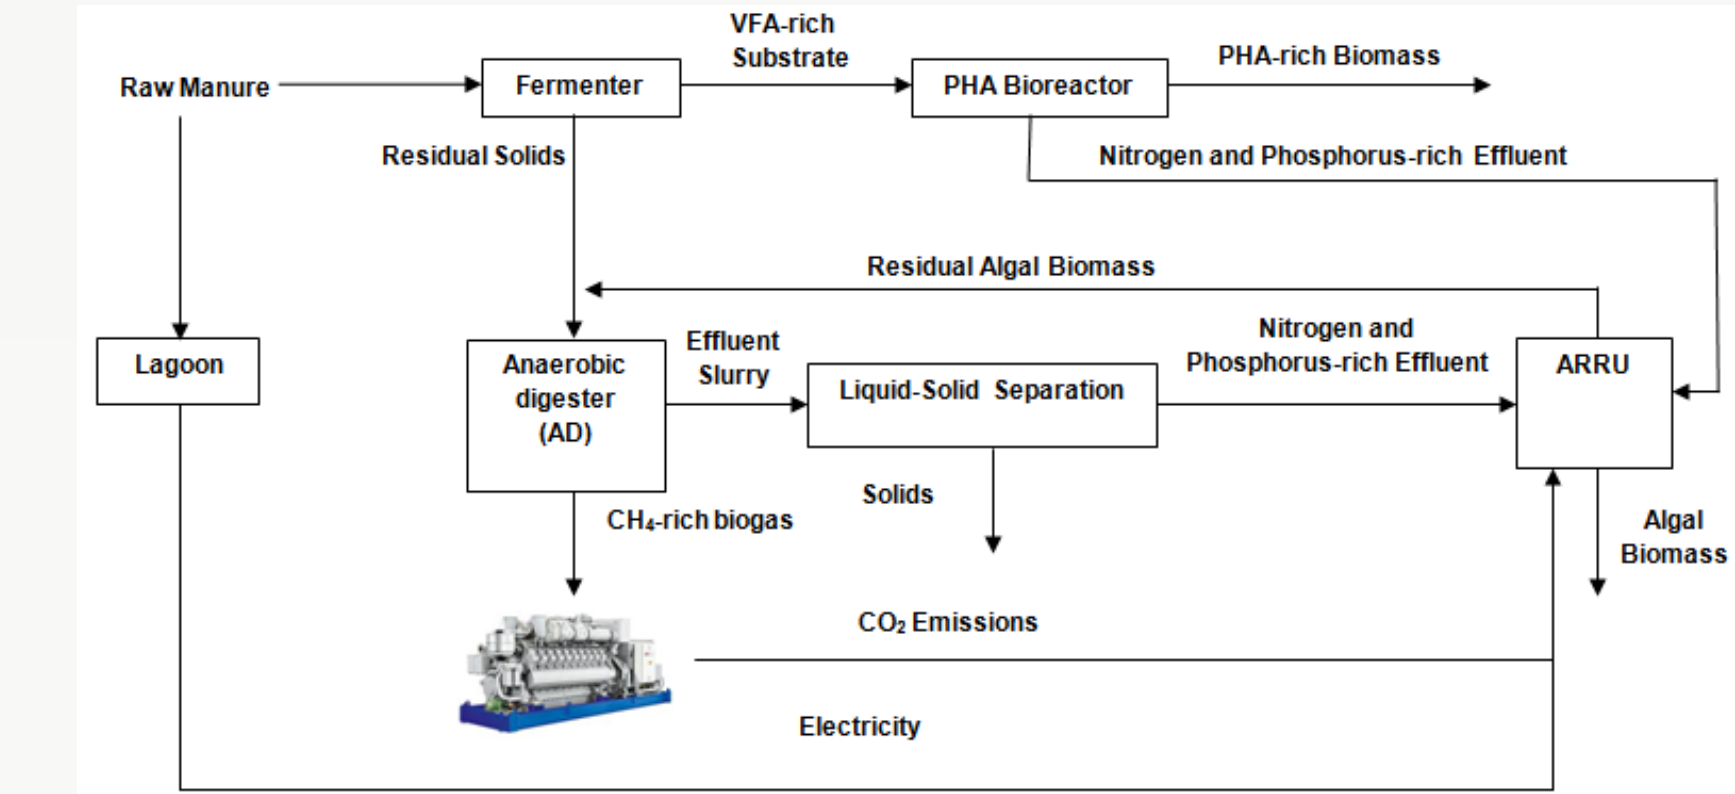 VFA-rich
Substrate
PHA-rich Biomass
Raw Manure
Fermenter
PHA Bioreactor
Residual Solids
Nitrogen and Phosphorus-rich Effluent
Residual Algal Biomass
Lagoon
Anaerobic
digester
(AD)
Effluent
Slurry
Liquid-Solid Separation
Nitrogen and
Phosphorus-rich Effluent
ARRU
Solids
CH₄-rich biogas
Algal
Biomass
CO₂ Emissions
Electricity